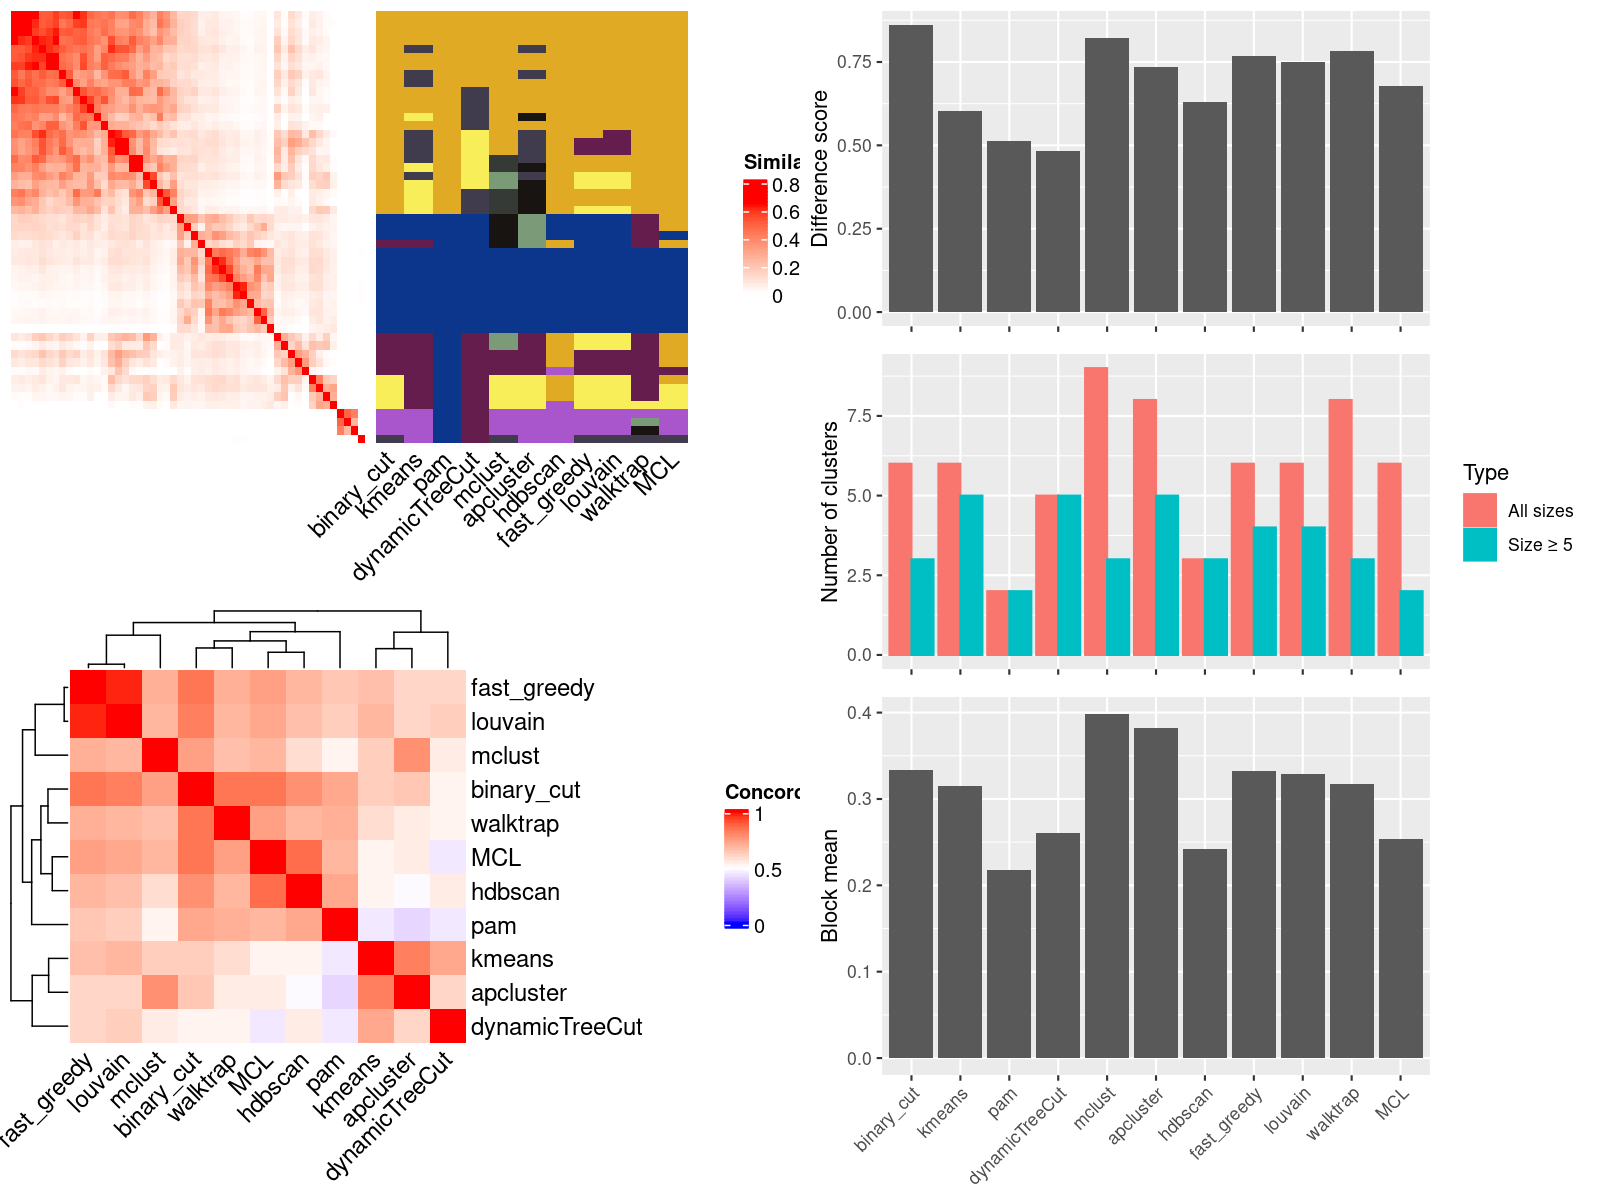 Simila
0.8
0.6
0.4
0.2
0
binary_cut
kmeans
pam
dynamicTreeCut
mclust
apcluster
hdbscan
fast_greedy
louvain
walktrap
MCL
fast_greedy
louvain
mclust
binary_cut
walktrap
MCL
hdbscan
pam
kmeans
apcluster
dynamicTreeCut
fast_greedy
louvain
mclust
binary_cut
walktrap
MCL
hdbscan
pam
kmeans
apcluster
dynamicTreeCut
Concord
1
0.5
0
Difference score
0.75
0.50
0.25
0.00
Number of clusters
7.5
5.0
2.5
0.0
Type
All sizes
Size ≥ 5
Block mean
0.4
0.3
0.2
0.1
0.0
binary_cut
kmeans
pam
dynamicTreeCut
mclust
apcluster
hdbscan
fast_greedy
louvain
walktrap
MCL